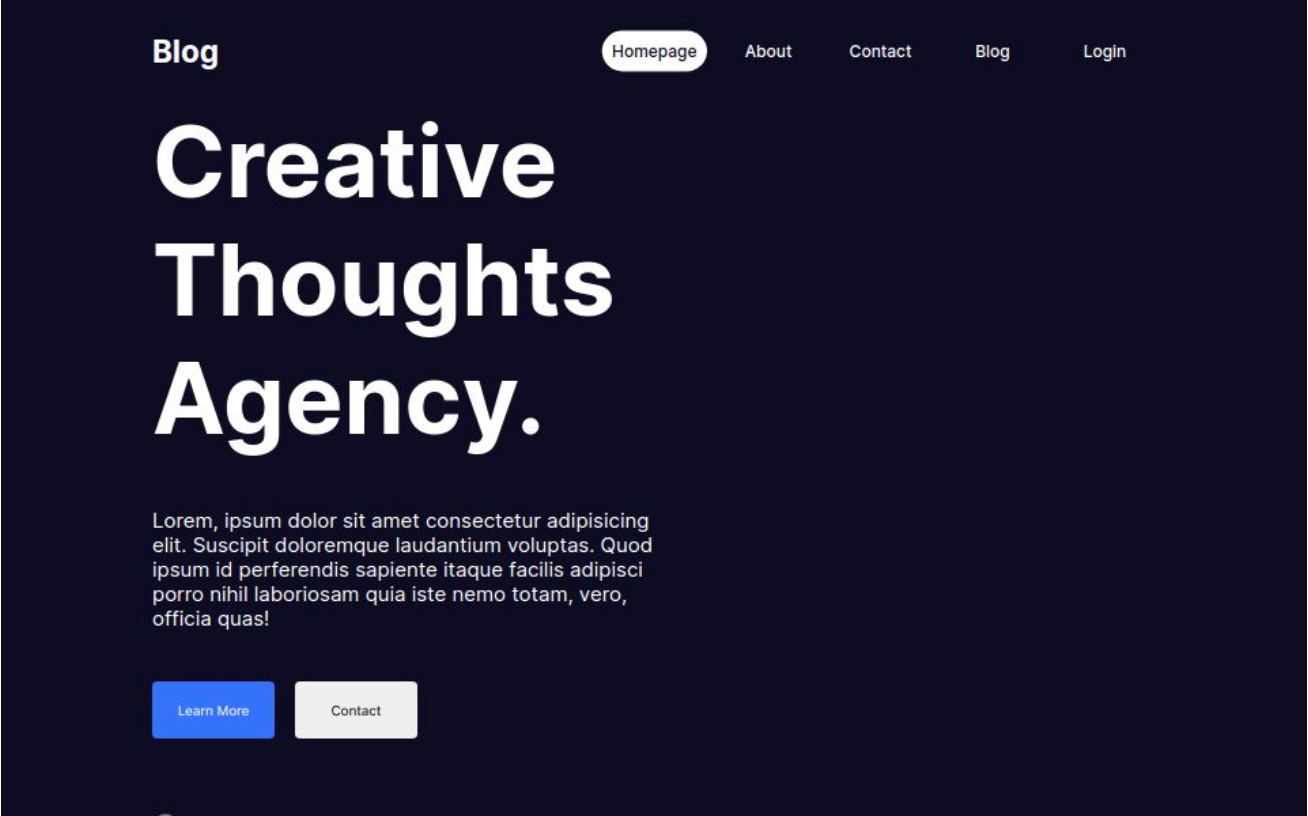 Blog
Homepage About Contact Blog Login
Creative
Thoughts
Agency.
Lorem, ipsum dolor sit amet consectetur adipisicing
elit. Suscipit doloremque laudantium voluptas. Quod
ipsum id perferendis sapiente itaque facilis adipisci
porro nihil laboriosam quia iste nemo totam, vero,
officia quas!
Learn More
Contact